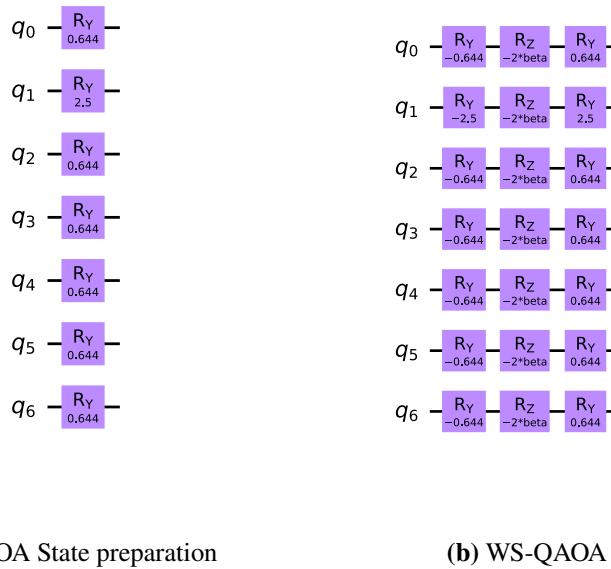 q0 RY 0.644
q1 RY 2.5
q2 RY 0.644
q3 RY 0.644
q4 RY 0.644
q5 RY 0.644
q6 RY 0.644
q0 RY −0.644 RZ −2*beta RY 0.644
q1 RY −2.5 RZ −2*beta RY 2.5
q2 RY −0.644 RZ −2*beta RY 0.644
q3 RY −0.644 RZ −2*beta RY 0.644
q4 RY −0.644 RZ −2*beta RY 0.644
q5 RY −0.644 RZ −2*beta RY 0.644
q6 RY −0.644 RZ −2*beta RY 0.644
OA State preparation
(b) WS-QAOA